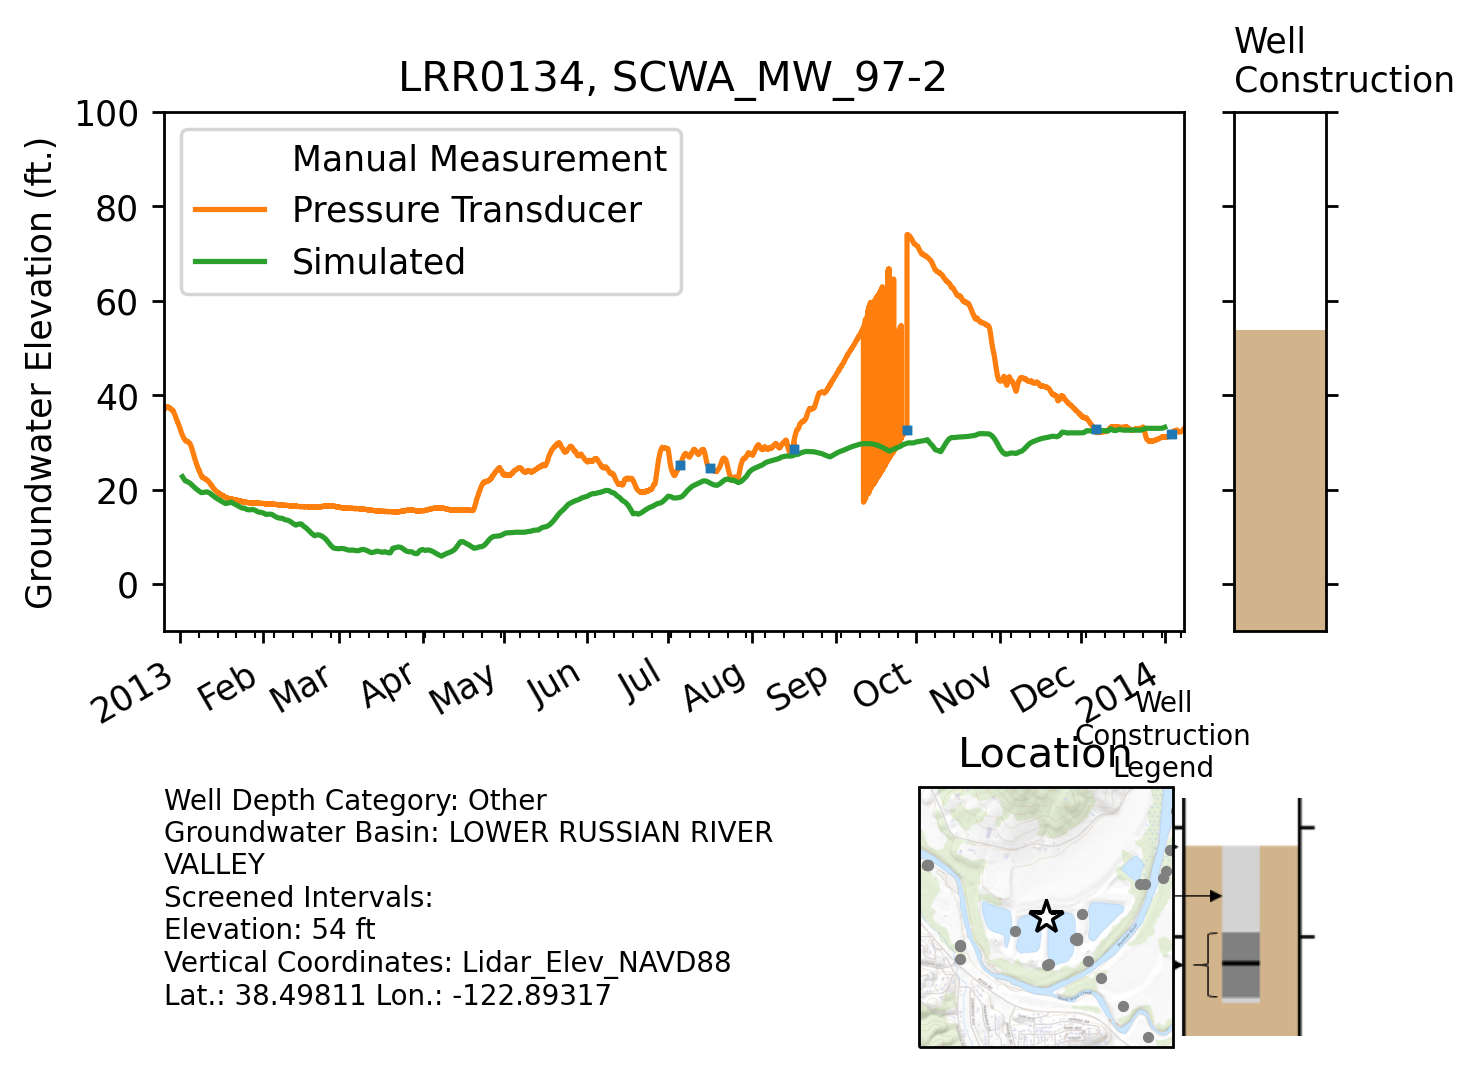 Well
Construction
LRR0134, SCWA_MW_97-2
Groundwater Elevation (ft.)
100
80
60
40
20
0
Manual Measurement
Pressure Transducer
Simulated
2013
Feb
Mar
Apr
May
Jun
Jul
Aug
Sep
Oct
Nov
Dec
2014
Well
Construction
Legend
Location
Well Depth Category: Other
Groundwater Basin: LOWER RUSSIAN RIVER
VALLEY
Screened Intervals:
Elevation: 54 ft
Vertical Coordinates: Lidar_Elev_NAVD88
Lat.: 38.49811 Lon.: -122.89317